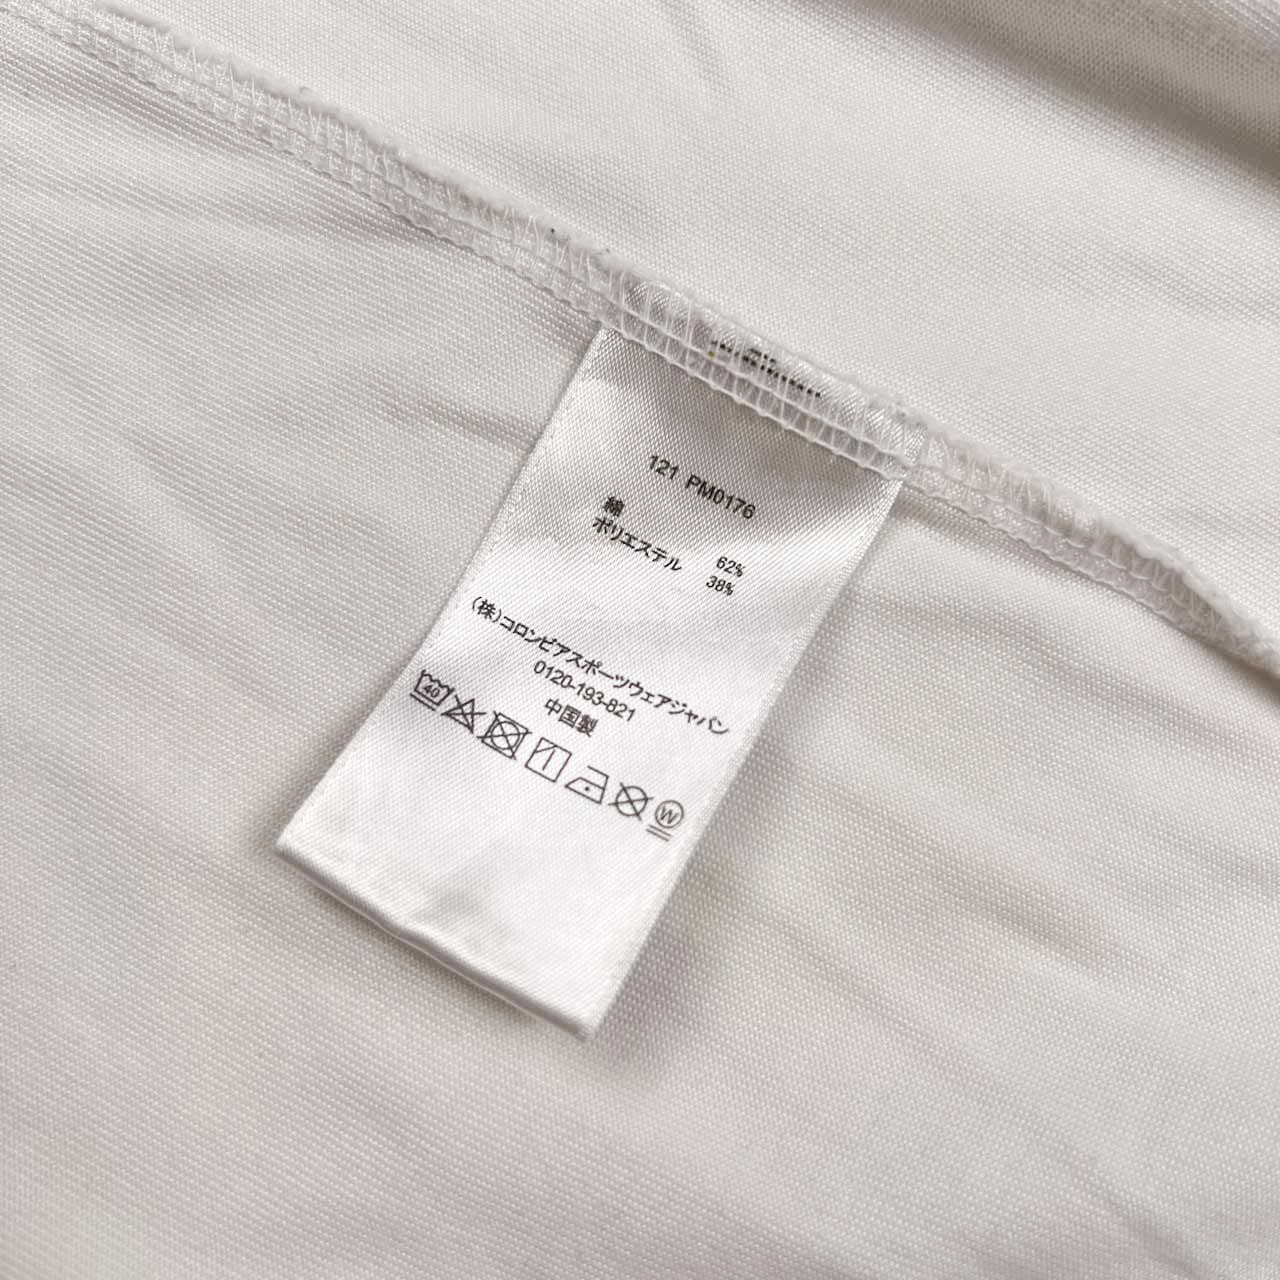 121 PM0176
綿 62%
ポリエステル 38%
(株)コロンビアスポーツウェアジャパン
0120-193-821
中国製
40
W